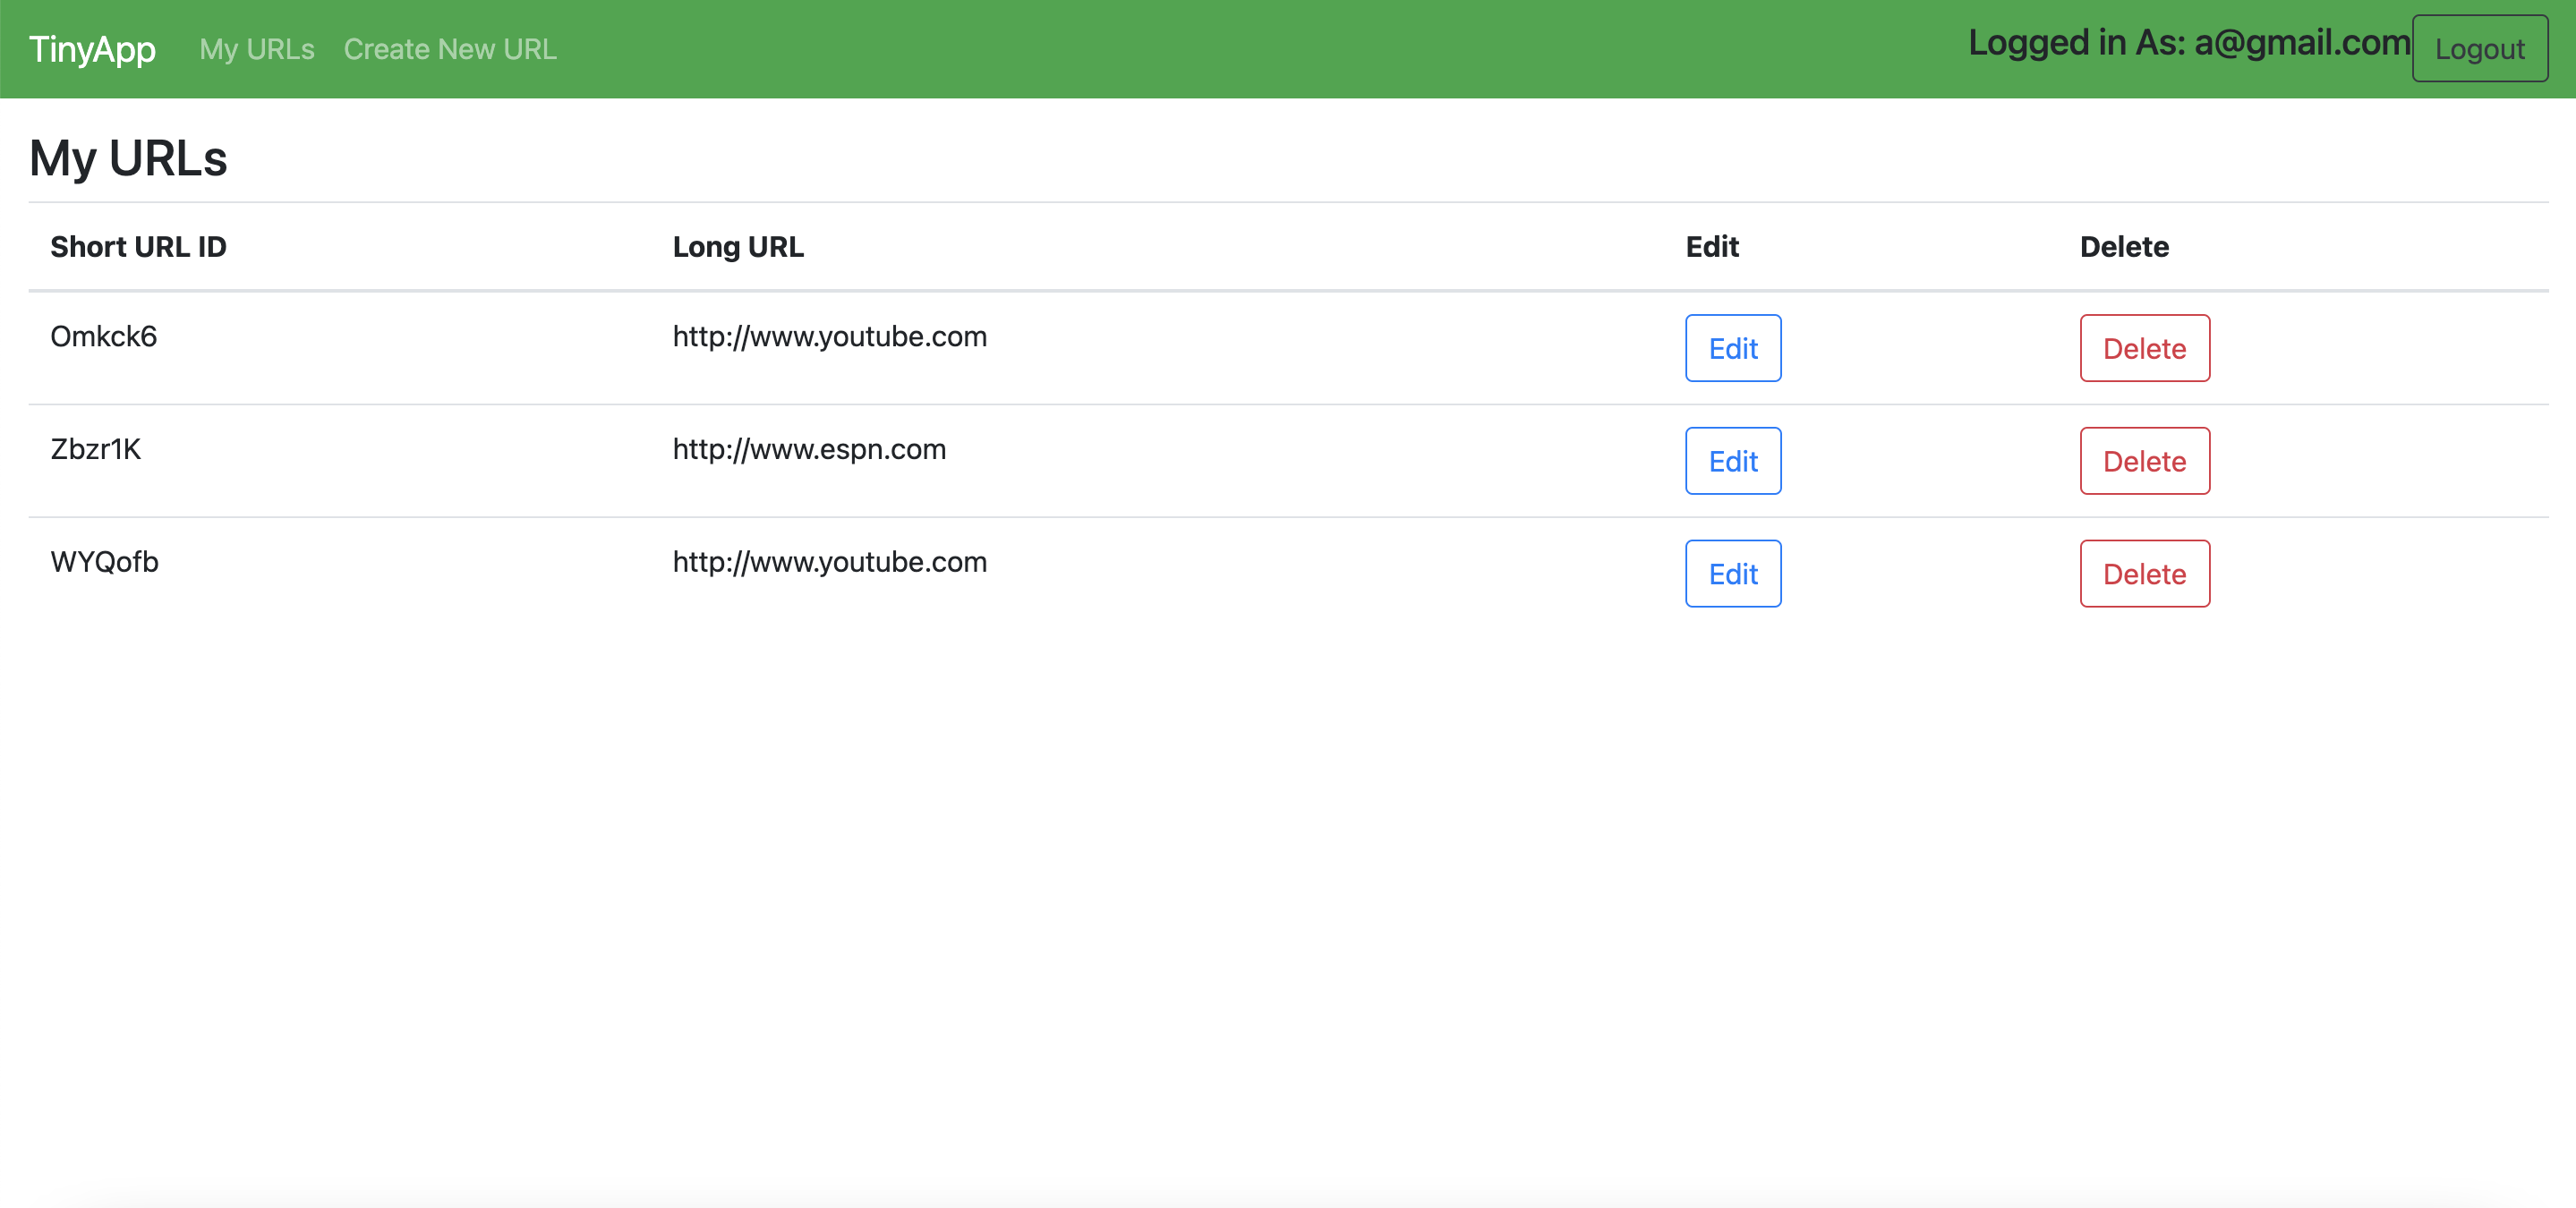 TinyApp My URLs Create New URL Logged in As: a@gmail.com Logout
My URLs
Short URL ID Long URL Edit Delete
Omkck6 http://www.youtube.com Edit Delete
Zbzr1K http://www.espn.com Edit Delete
WYQofb http://www.youtube.com Edit Delete